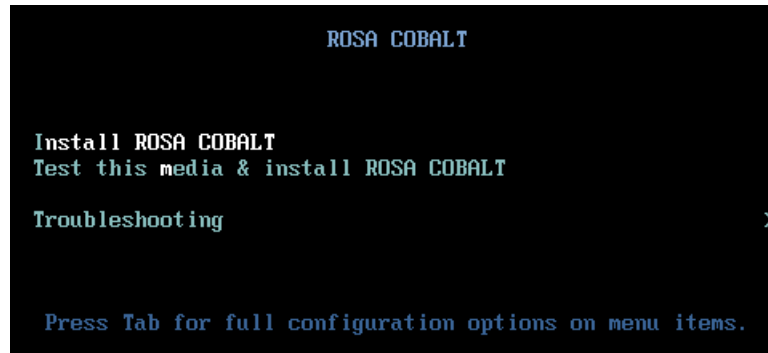 ROSA COBALT
Install ROSA COBALT
Test this media & install ROSA COBALT
Troubleshooting >
Press Tab for full configuration options on menu items.